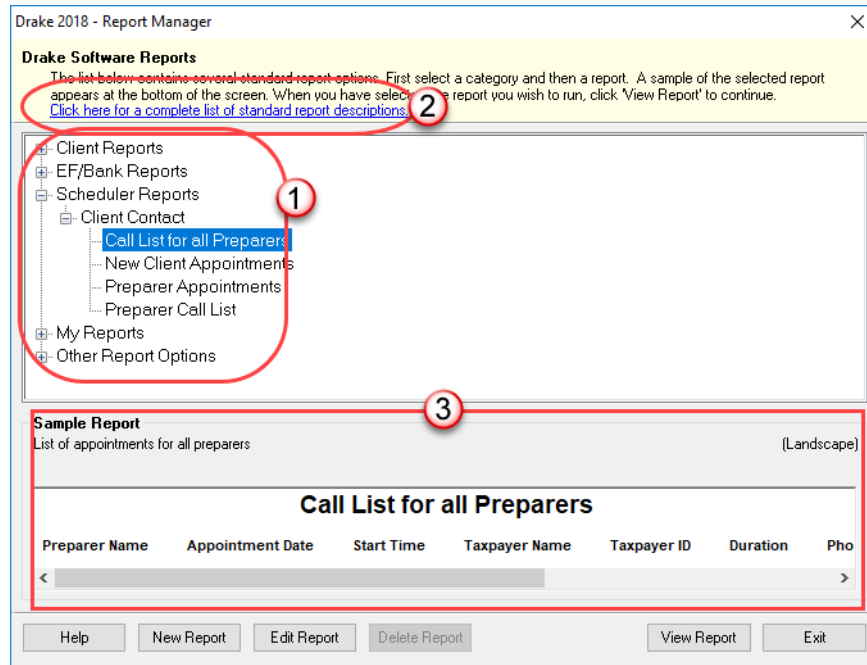 Drake 2018 - Report Manager
Drake Software Reports
The list below contains several standard report options. First select a category and then a report. A sample of the selected report
appears at the bottom of the screen. When you have select report you wish to run, click 'View Report' to continue.
Click here for a complete list of standard report descriptions.
2
Client Reports
EF/Bank Reports
Scheduler Reports
1
Client Contact
Call List for all Preparers
New Client Appointments
Preparer Appointments
Preparer Call List
My Reports
Other Report Options
3
Sample Report
List of appointments for all preparers (Landscape)
Call List for all Preparers
Preparer Name Appointment Date Start Time Taxpayer Name Taxpayer ID Duration Pho
Help New Report Edit Report Delete Report View Report Exit